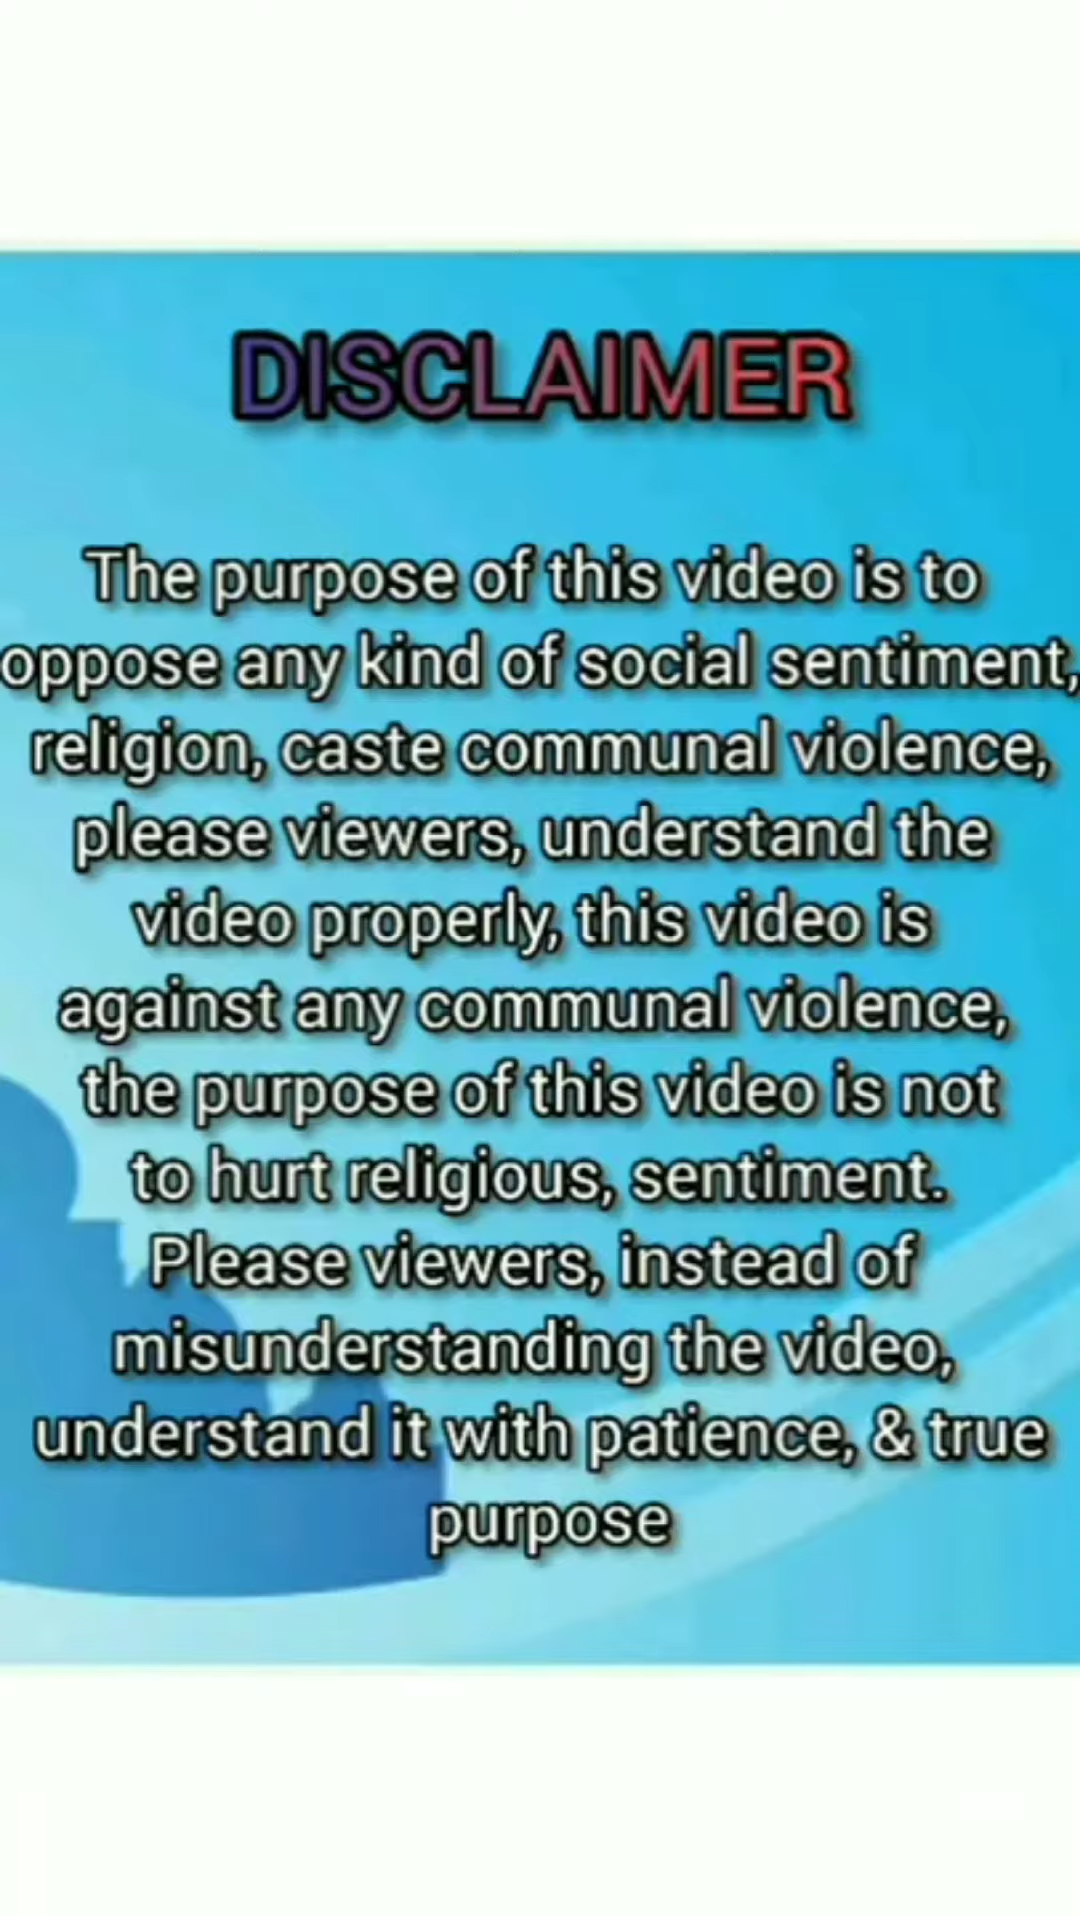 DISCLAIMER
The purpose of this video is to
oppose any kind of social sentiment,
religion, caste communal violence,
please viewers, understand the
video properly, this video is
against any communal violence,
the purpose of this video is not
to hurt religious, sentiment.
Please viewers, instead of
misunderstanding the video,
understand it with patience, & true
purpose